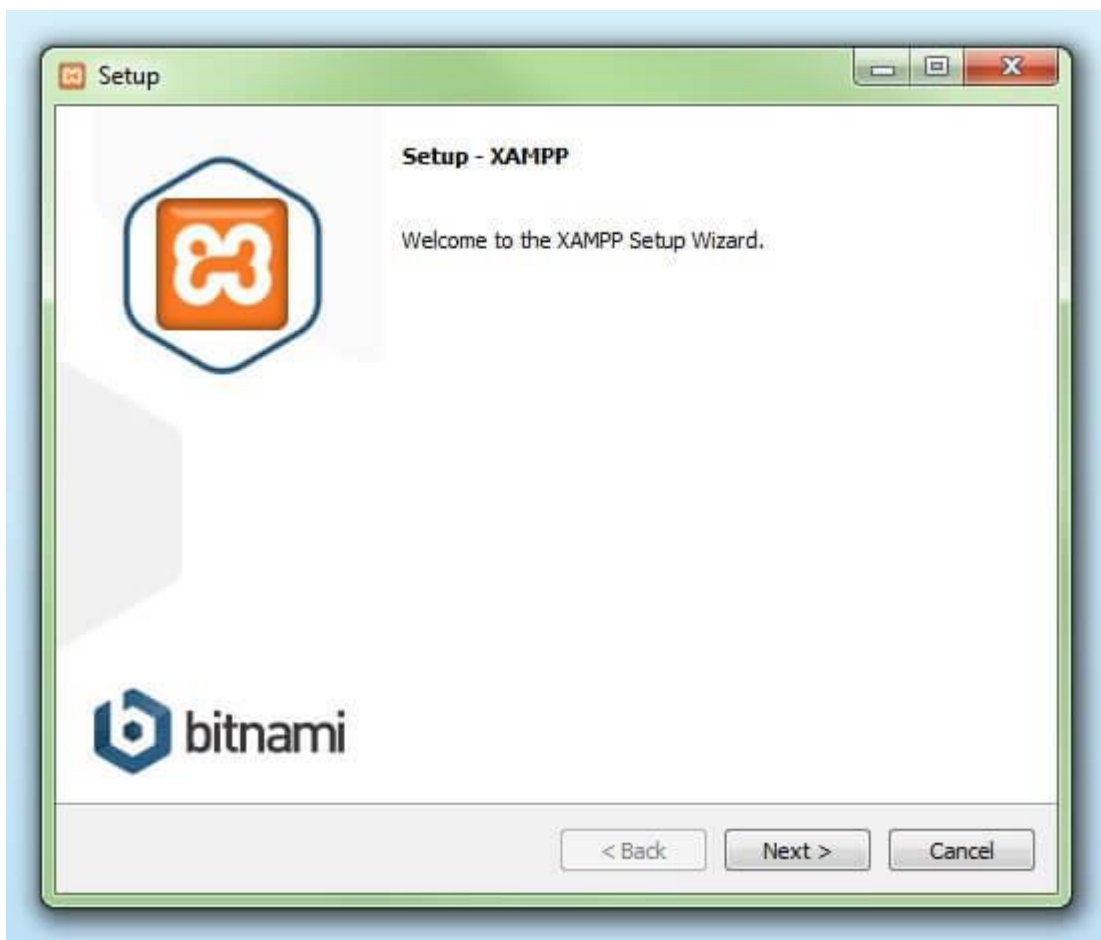 Setup
Setup - XAMPP
Welcome to the XAMPP Setup Wizard.
bitnami
< Back
Next >
Cancel